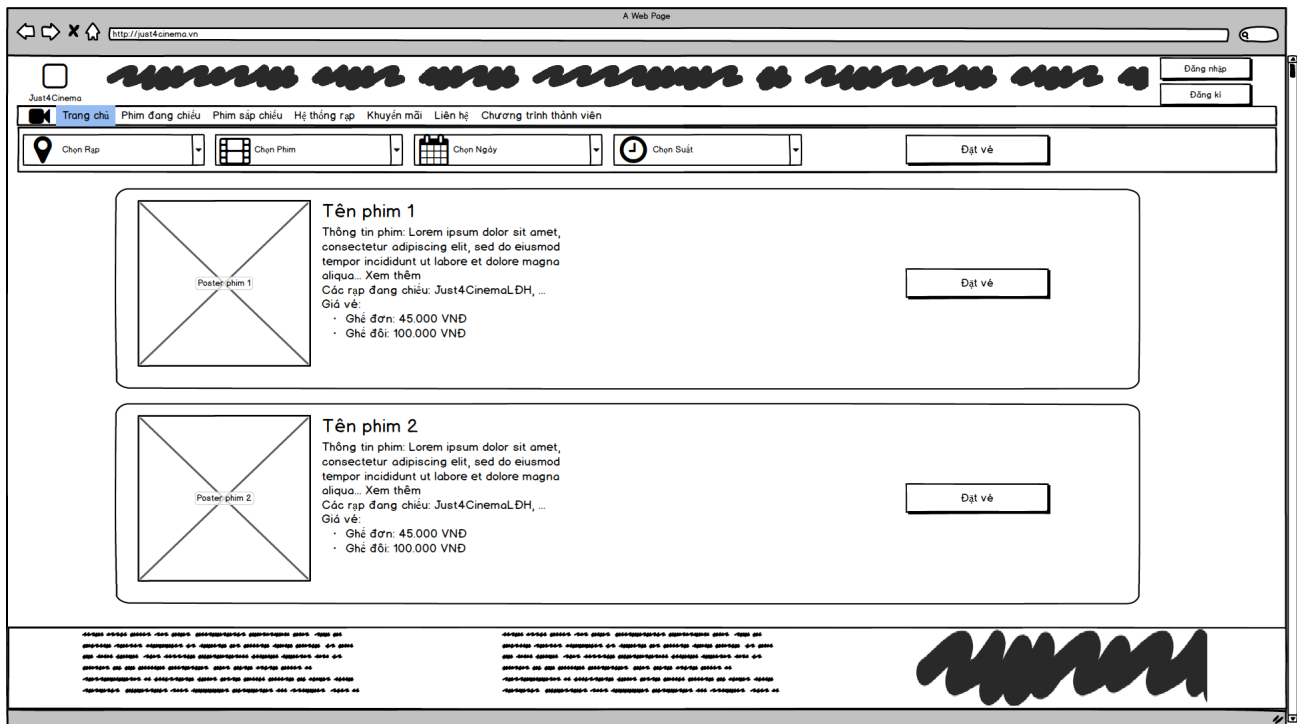 A Web Page
http://just4cinema.vn
Just4Cinema
Đăng nhập
Đăng kí
Trang chủ Phim đang chiếu Phim sắp chiếu Hệ thống rạp Khuyến mãi Liên hệ Chương trình thành viên
Chọn Rạp Chọn Phim Chọn Ngày Chọn Suất Đặt vé
Poster phim 1
Tên phim 1
Thông tin phim: Lorem ipsum dolor sit amet,
consectetur adipiscing elit, sed do eiusmod
tempor incididunt ut labore et dolore magna
aliqua... Xem thêm
Các rạp đang chiếu: Just4CinemaLĐH, ...
Giá vé:
· Ghế đơn: 45.000 VNĐ
· Ghế đôi: 100.000 VNĐ
Đặt vé
Poster phim 2
Tên phim 2
Thông tin phim: Lorem ipsum dolor sit amet,
consectetur adipiscing elit, sed do eiusmod
tempor incididunt ut labore et dolore magna
aliqua... Xem thêm
Các rạp đang chiếu: Just4CinemaLĐH, ...
Giá vé:
· Ghế đơn: 45.000 VNĐ
· Ghế đôi: 100.000 VNĐ
Đặt vé